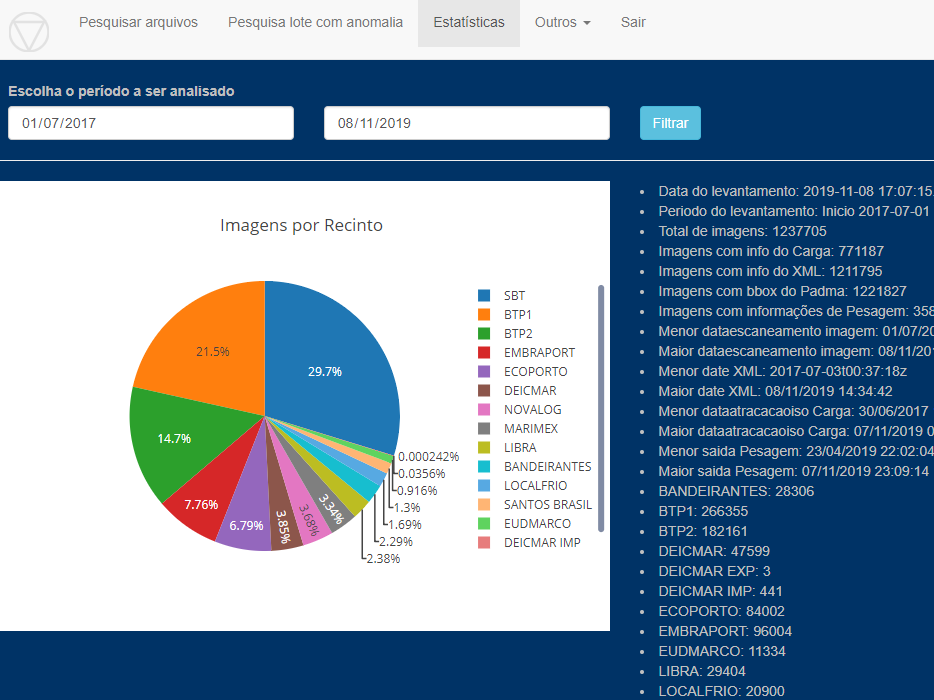 Pesquisar arquivos Pesquisa lote com anomalia Estatísticas Outros Sair
Escolha o período a ser analisado
01/07/2017 08/11/2019 Filtrar
Imagens por Recinto
29.7%
21.5%
14.7%
7.76%
6.79%
3.85%
3.68%
3.34%
2.38%
2.29%
1.69%
1.3%
0.916%
0.0356%
0.000242%
SBT
BTP1
BTP2
EMBRAPORT
ECOPORTO
DEICMAR
NOVALOG
MARIMEX
LIBRA
BANDEIRANTES
LOCALFRIO
SANTOS BRASIL
EUDMARCO
DEICMAR IMP
Data do levantamento: 2019-11-08 17:07:15.
Periodo do levantamento: Inicio 2017-07-01
Total de imagens: 1237705
Imagens com info do Carga: 771187
Imagens com info do XML: 1211795
Imagens com bbox do Padma: 1221827
Imagens com informações de Pesagem: 358
Menor dataescaneamento imagem: 01/07/20
Maior dataescaneamento imagem: 08/11/201
Menor date XML: 2017-07-03t00:37:18z
Maior date XML: 08/11/2019 14:34:42
Menor dataatracacaoiso Carga: 30/06/2017
Maior dataatracacaoiso Carga: 07/11/2019 0
Menor saida Pesagem: 23/04/2019 22:02:04
Maior saida Pesagem: 07/11/2019 23:09:14
BANDEIRANTES: 28306
BTP1: 266355
BTP2: 182161
DEICMAR: 47599
DEICMAR EXP: 3
DEICMAR IMP: 441
ECOPORTO: 84002
EMBRAPORT: 96004
EUDMARCO: 11334
LIBRA: 29404
LOCALFRIO: 20900